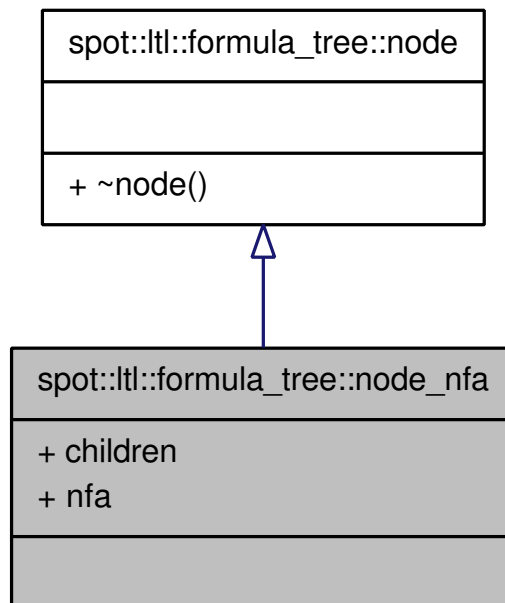 spot::ltl::formula_tree::node
+ ~node()
spot::ltl::formula_tree::node_nfa
+ children
+ nfa